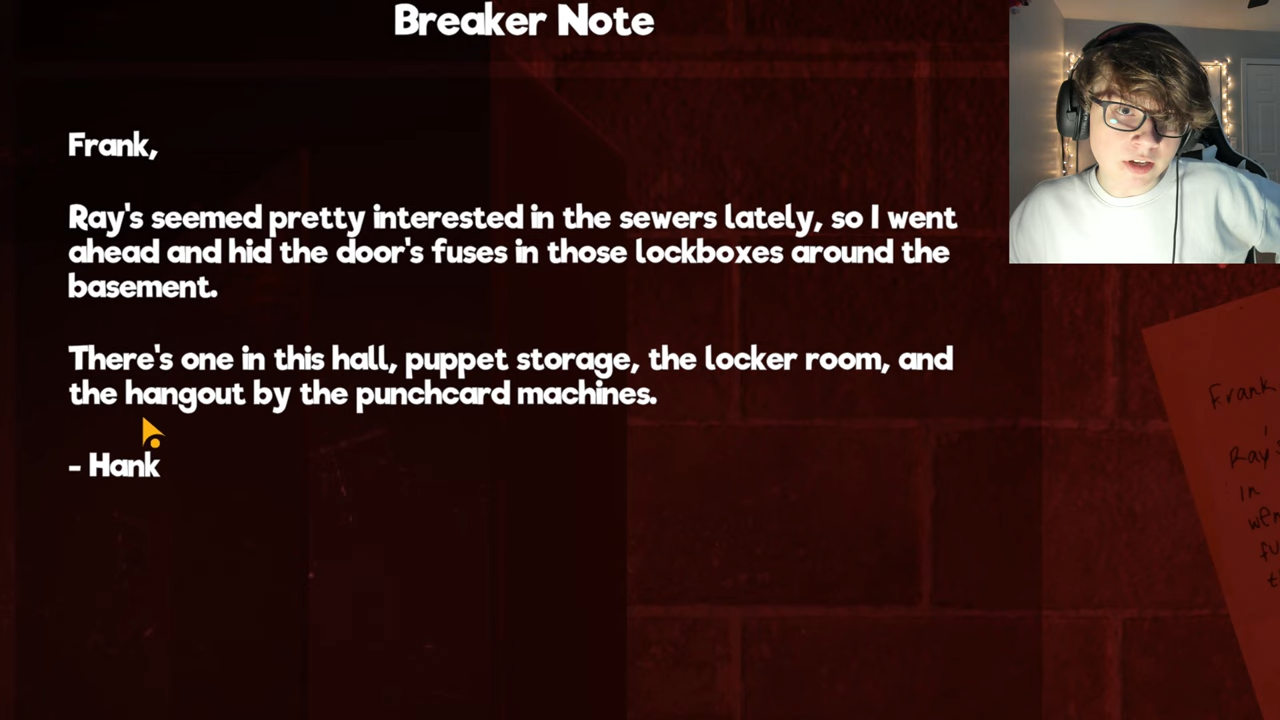 Breaker Note
Frank,
Ray's seemed pretty interested in the sewers lately, so I went
ahead and hid the door's fuses in those lockboxes around the
basement.
There's one in this hall, puppet storage, the locker room, and
the hangout by the punchcard machines.
- Hank
Frank
Ray
in